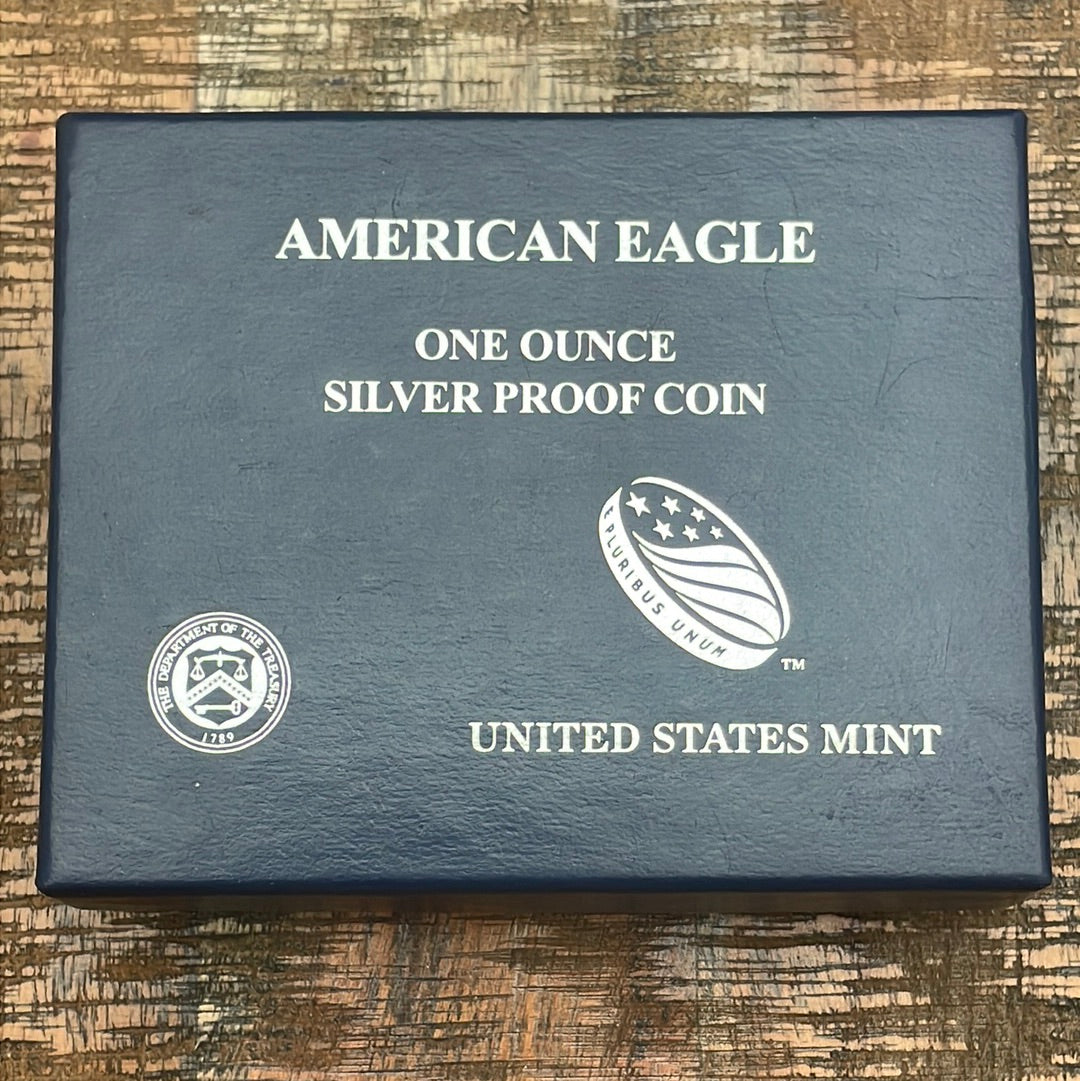 AMERICAN EAGLE
ONE OUNCE
SILVER PROOF COIN
E PLURIBUS UNUM
TM
THE DEPARTMENT OF THE TREASURY
1789
UNITED STATES MINT